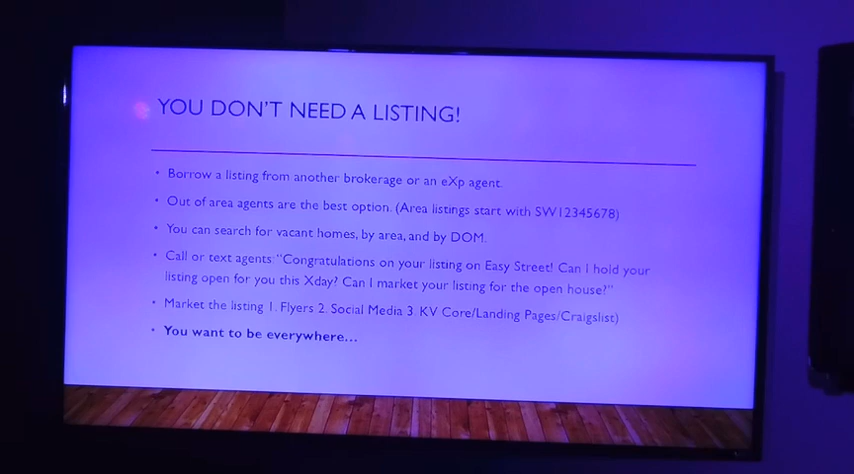 YOU DON'T NEED A LISTING!
• Borrow a listing from another brokerage or an eXp agent.
• Out of area agents are the best option. (Area listings start with SW12345678)
• You can search for vacant homes, by area, and by DOM.
• Call or text agents "Congratulations on your listing on Easy Street! Can I hold your
listing open for you this Xday? Can I market your listing for the open house?"
• Market the listing 1. Flyers 2. Social Media 3. KV Core/Landing Pages/Craigslist)
• You want to be everywhere...